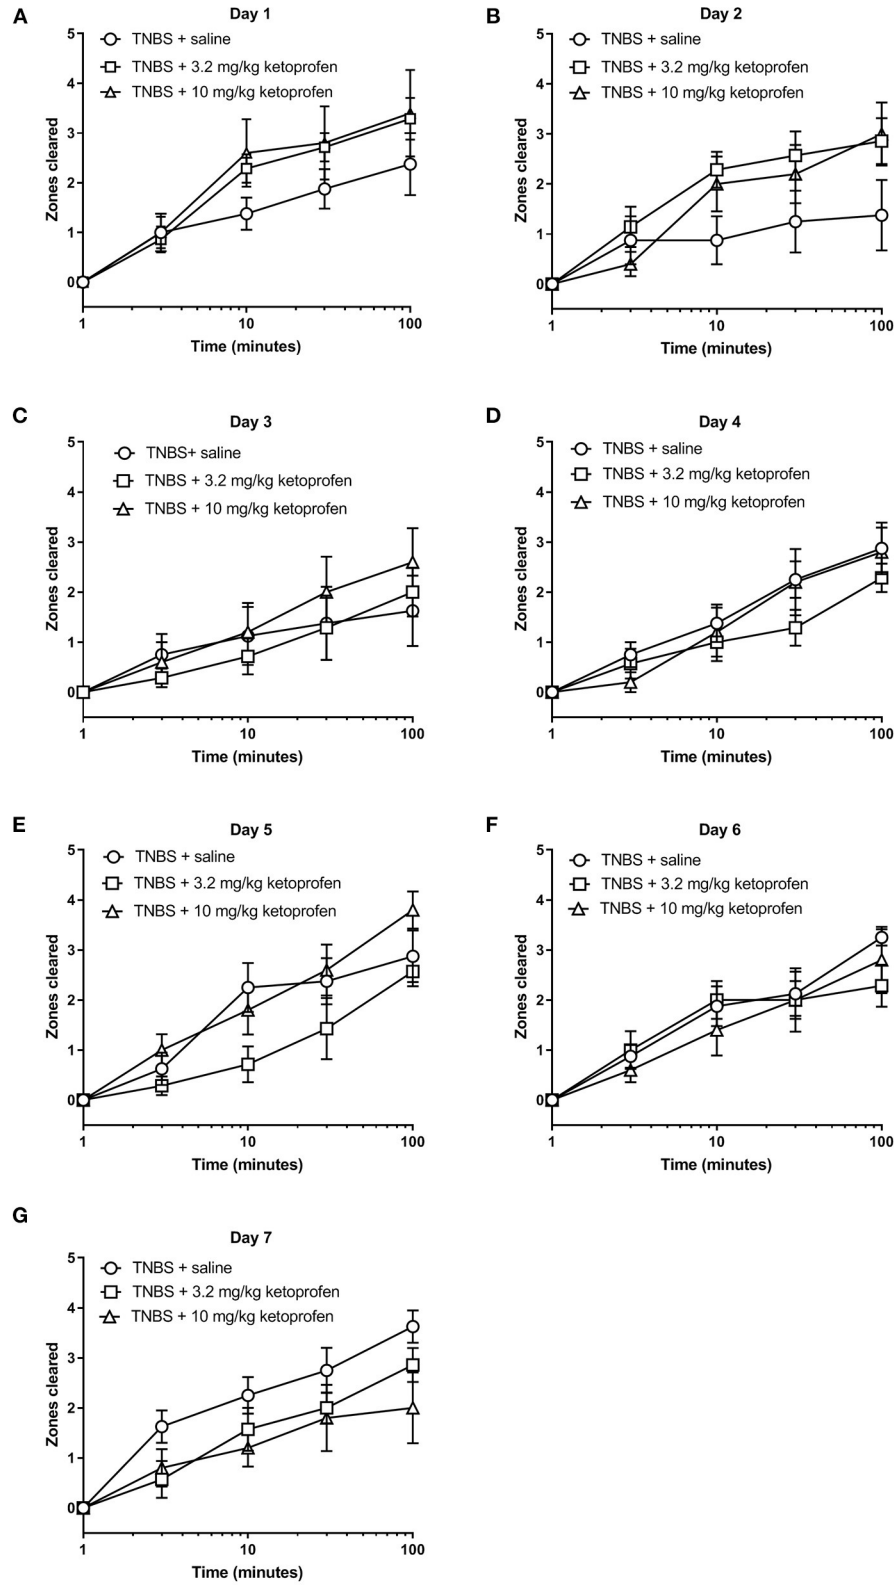 A
Day 1
TNBS + saline
TNBS + 3.2 mg/kg ketoprofen
TNBS + 10 mg/kg ketoprofen
Zones cleared
5
4
3
2
1
0
1
10
100
Time (minutes)
B
Day 2
TNBS + saline
TNBS + 3.2 mg/kg ketoprofen
TNBS + 10 mg/kg ketoprofen
Zones cleared
5
4
3
2
1
0
1
10
100
Time (minutes)
C
Day 3
TNBS+ saline
TNBS + 3.2 mg/kg ketoprofen
TNBS + 10 mg/kg ketoprofen
Zones cleared
5
4
3
2
1
0
1
10
100
Time (minutes)
D
Day 4
TNBS + saline
TNBS + 3.2 mg/kg ketoprofen
TNBS + 10 mg/kg ketoprofen
Zones cleared
5
4
3
2
1
0
1
10
100
Time (minutes)
E
Day 5
TNBS + saline
TNBS + 3.2 mg/kg ketoprofen
TNBS + 10 mg/kg ketoprofen
Zones cleared
5
4
3
2
1
0
1
10
100
Time (minutes)
F
Day 6
TNBS + saline
TNBS + 3.2 mg/kg ketoprofen
TNBS + 10 mg/kg ketoprofen
Zones cleared
5
4
3
2
1
0
1
10
100
Time (minutes)
G
Day 7
TNBS + saline
TNBS + 3.2 mg/kg ketoprofen
TNBS + 10 mg/kg ketoprofen
Zones cleared
5
4
3
2
1
0
1
10
100
Time (minutes)